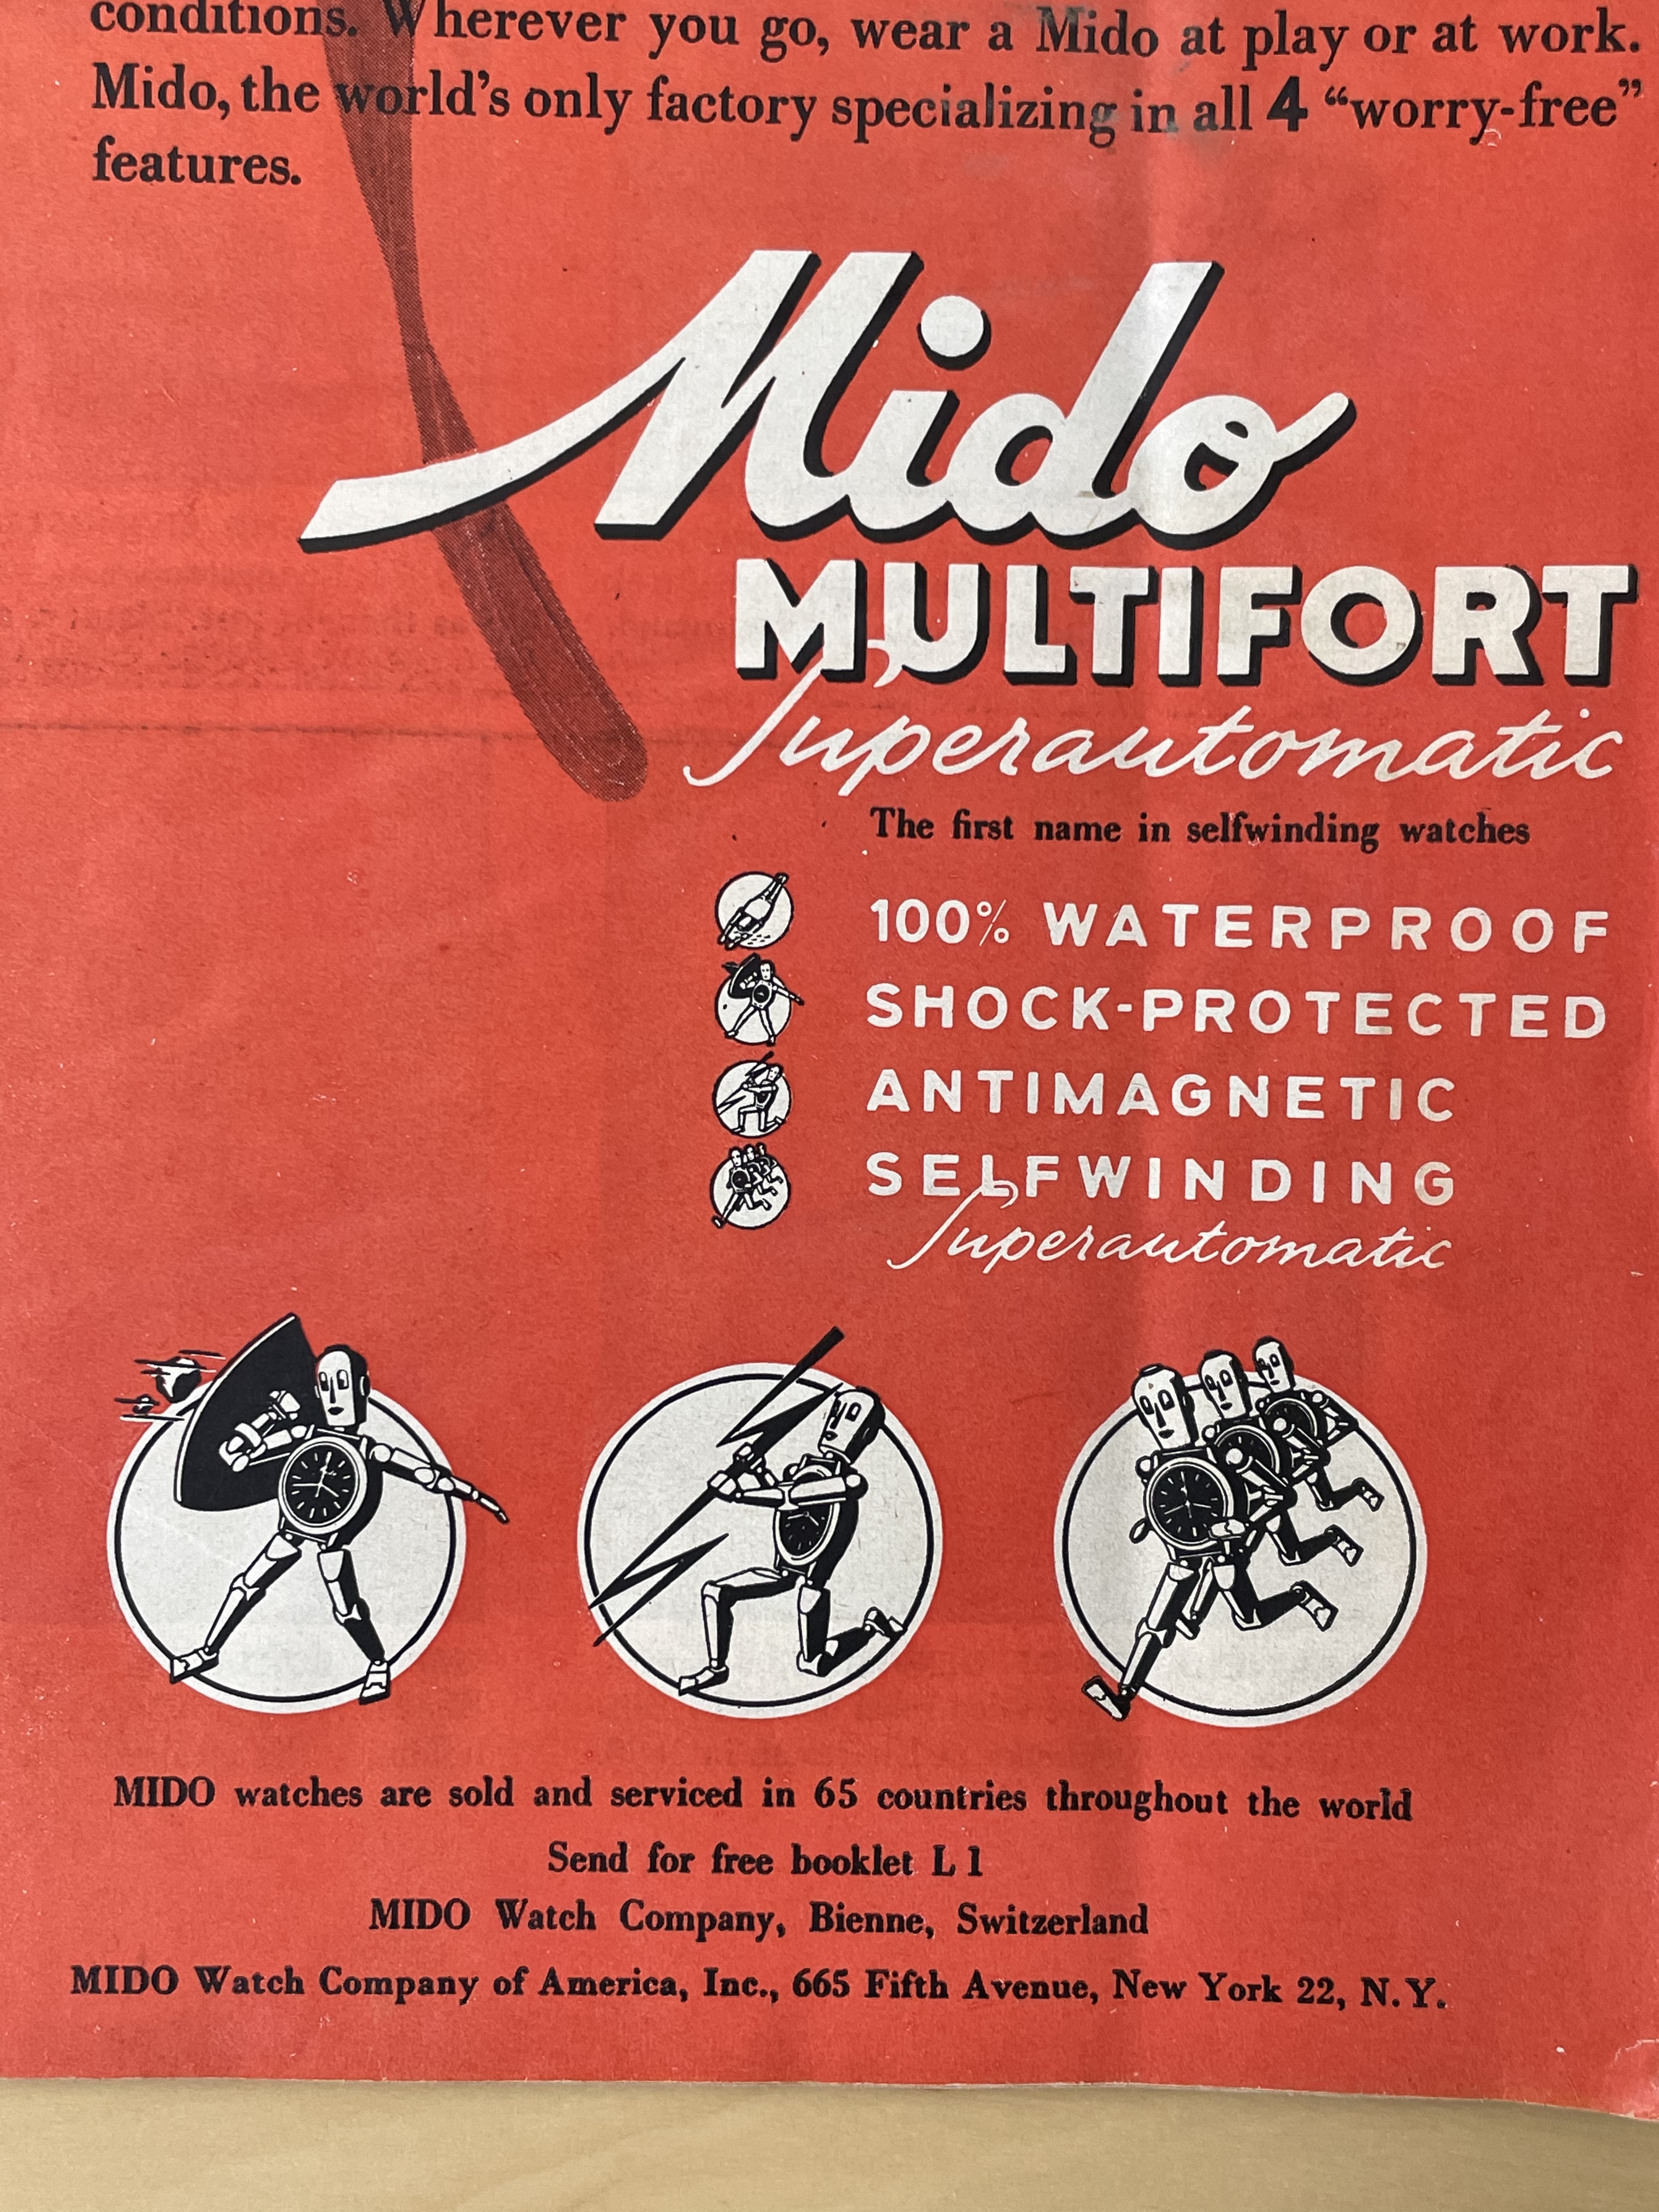 conditions. Wherever you go, wear a Mido at play or at work.
Mido, the world's only factory specializing in all 4 “worry-free”
features.
Mido
MULTIFORT
Superautomatic
The first name in selfwinding watches
100% WATERPROOF
SHOCK-PROTECTED
ANTIMAGNETIC
SELFWINDING
Superautomatic
MIDO watches are sold and serviced in 65 countries throughout the world
Send for free booklet L 1
MIDO Watch Company, Bienne, Switzerland
MIDO Watch Company of America, Inc., 665 Fifth Avenue, New York 22, N.Y.